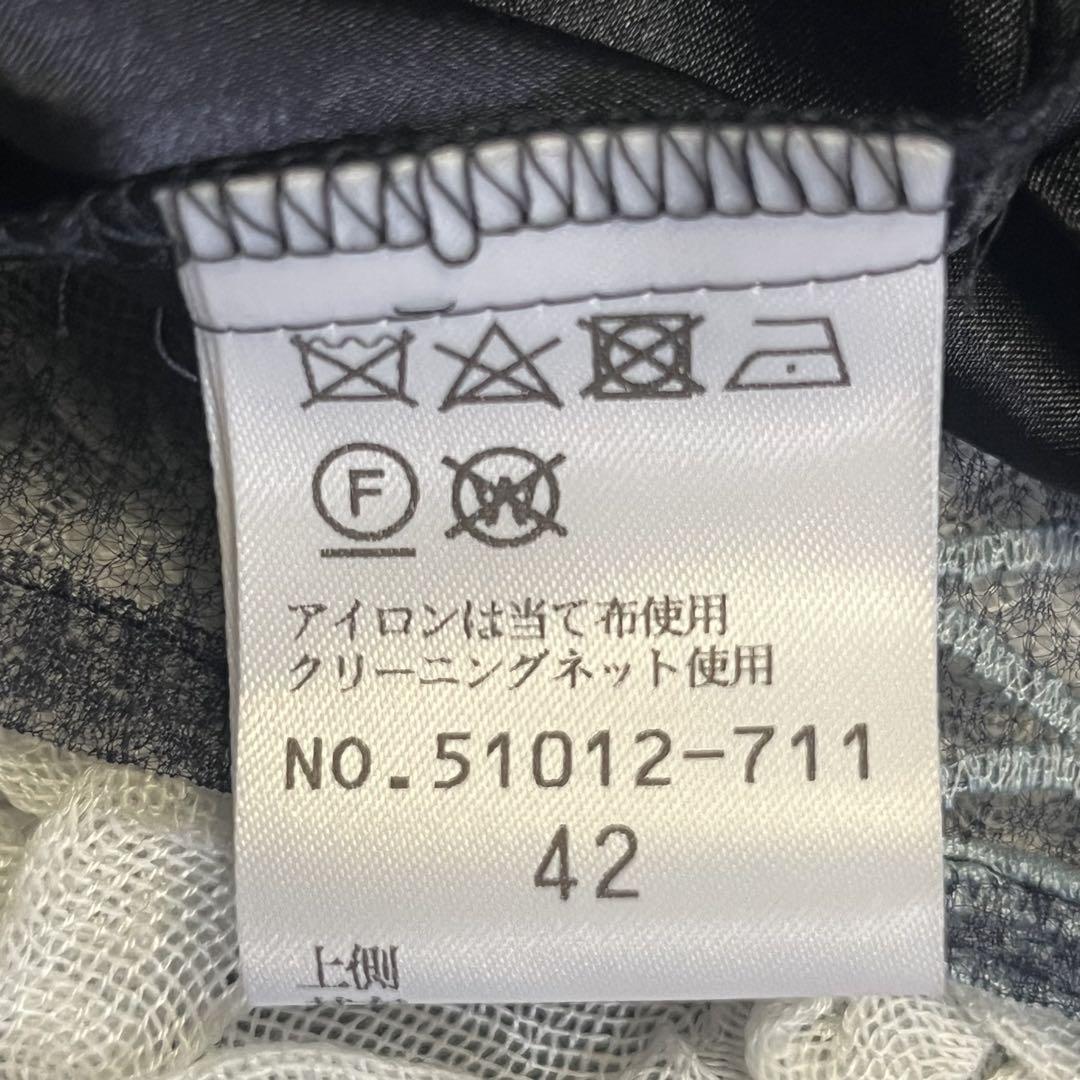 F W
アイロンは当て布使用
クリーニングネット使用
NO.51012-711
42
上側